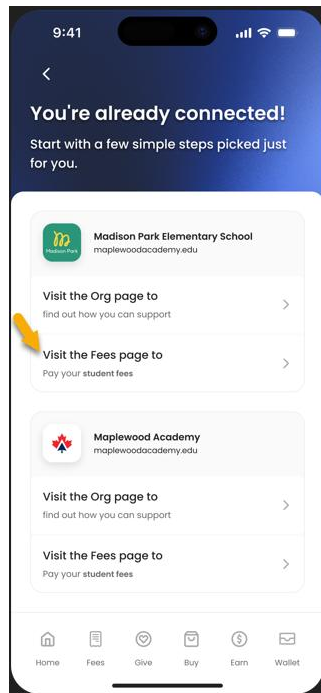 9:41
You're already connected!
Start with a few simple steps picked just
for you.
Madison Park
Madison Park Elementary School
maplewoodacademy.edu
Visit the Org page to
find out how you can support
Visit the Fees page to
Pay your student fees
Maplewood Academy
maplewoodacademy.edu
Visit the Org page to
find out how you can support
Visit the Fees page to
Pay your student fees
Home Fees Give Buy Earn Wallet